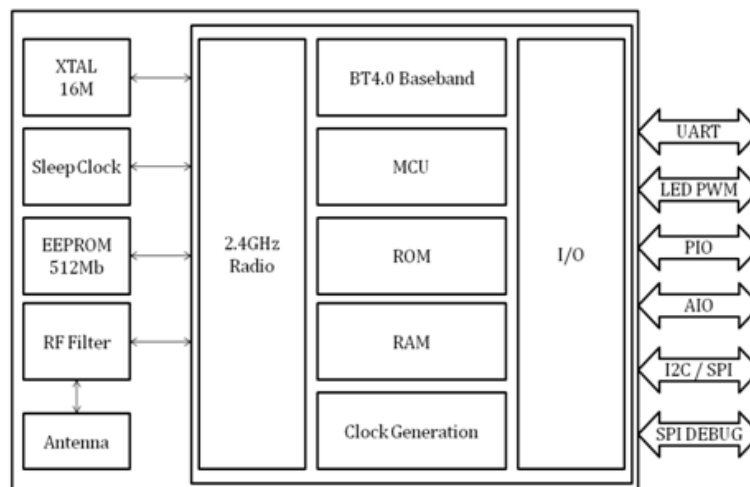 XTAL
16M
Sleep Clock
EEPROM
512Mb
RF Filter
Antenna
2.4GHz
Radio
BT4.0 Baseband
MCU
ROM
RAM
Clock Generation
I/O
UART
LED PWM
PIO
AIO
I2C / SPI
SPI DEBUG